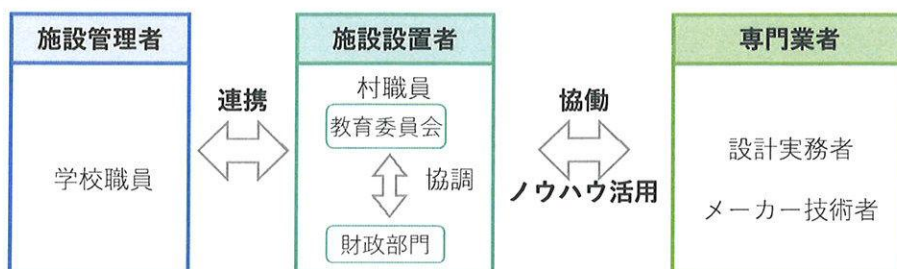 施設管理者
学校職員
連携
施設設置者
村職員
教育委員会
協調
財政部門
協働
ノウハウ活用
専門業者
設計実務者
メーカー技術者